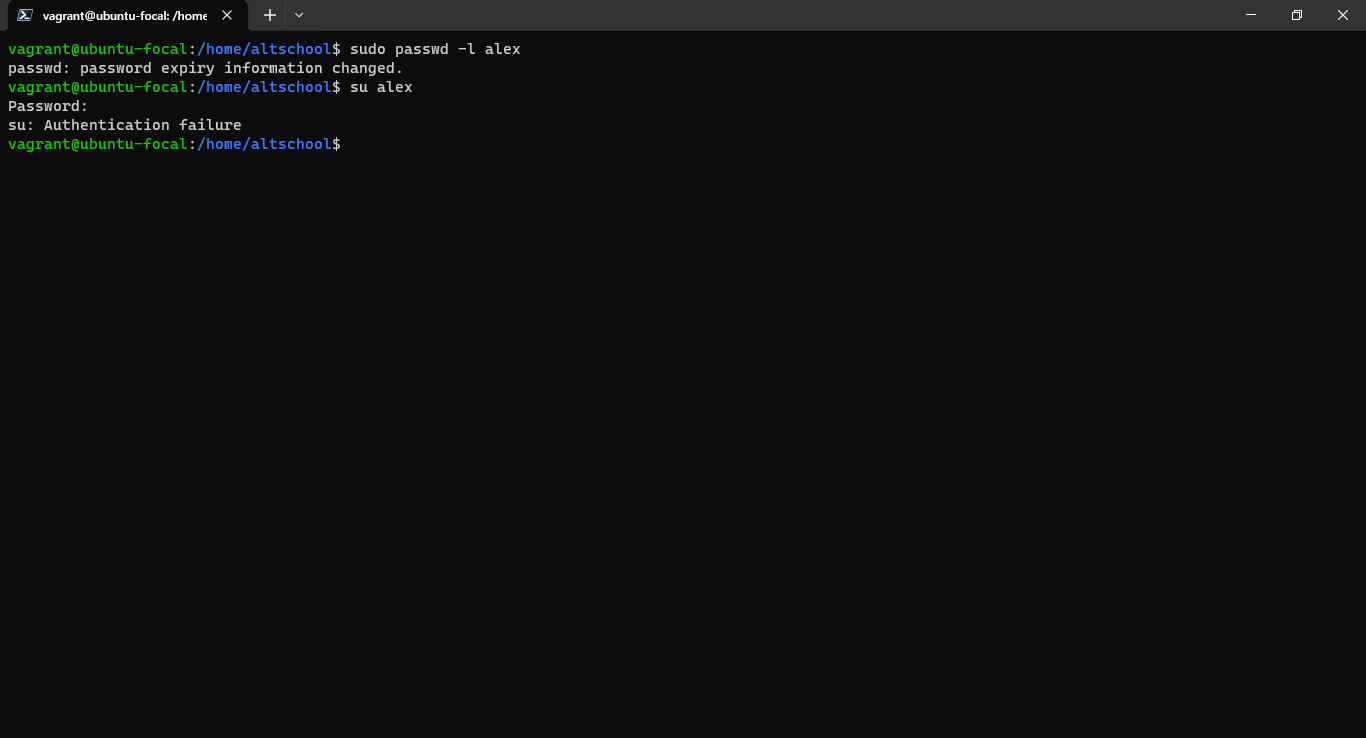 vagrant@ubuntu-focal: /home
vagrant@ubuntu-focal:/home/altschool$ sudo passwd -l alex
passwd: password expiry information changed.
vagrant@ubuntu-focal:/home/altschool$ su alex
Password:
su: Authentication failure
vagrant@ubuntu-focal:/home/altschool$